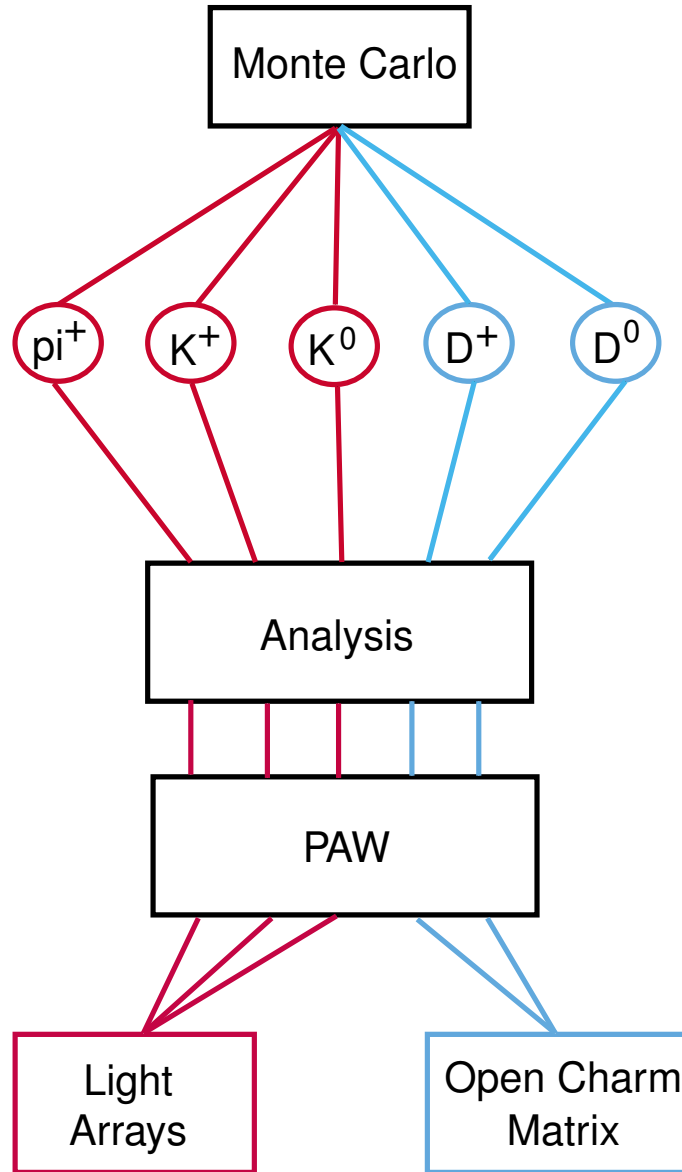 Monte Carlo
pi⁺ K⁺ K⁰ D⁺ D⁰
Analysis
PAW
Light
Arrays
Open Charm
Matrix